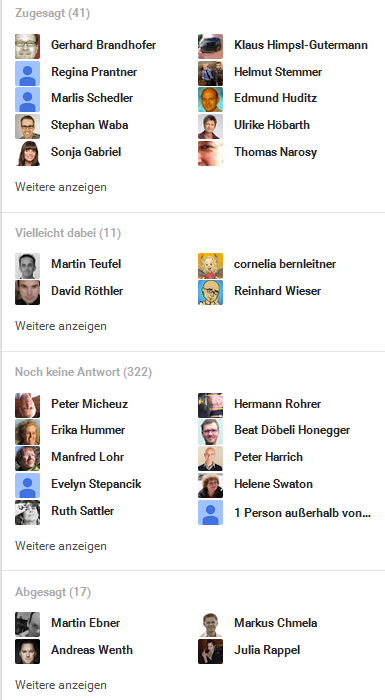 Zugesagt (41)
Gerhard Brandhofer Klaus Himpsl-Gutermann
Regina Prantner Helmut Stemmer
Marlis Schedler Edmund Huditz
Stephan Waba Ulrike Höbarth
Sonja Gabriel Thomas Narosy
Weitere anzeigen
Vielleicht dabei (11)
Martin Teufel cornelia bernleitner
David Röthler Reinhard Wieser
Weitere anzeigen
Noch keine Antwort (322)
Peter Micheuz Hermann Rohrer
Erika Hummer Beat Döbeli Honegger
Manfred Lohr Peter Harrich
Evelyn Stepancik Helene Swaton
Ruth Sattler 1 Person außerhalb von...
Weitere anzeigen
Abgesagt (17)
Martin Ebner Markus Chmela
Andreas Wenth Julia Rappel
Weitere anzeigen